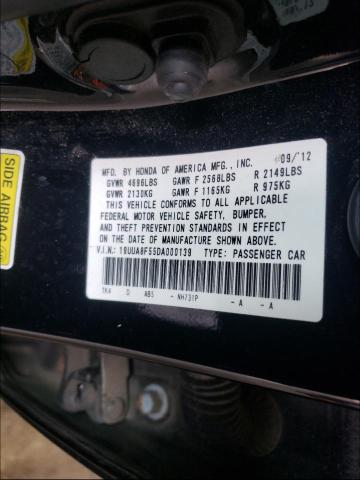 MFD. BY HONDA OF AMERICA MFG., INC. 09/'12
GVWR 4696LBS GAWR F 2568LBS R 2149LBS
GVWR 2130KG GAWR F 1165KG R 975KG
THIS VEHICLE CONFORMS TO ALL APPLICABLE
FEDERAL MOTOR VEHICLE SAFETY, BUMPER,
AND THEFT PREVENTION STANDARDS IN EFFECT
ON THE DATE OF MANUFACTURE SHOWN ABOVE.
V.I.N.: 19UUA8F55DA000139 TYPE: PASSENGER CAR
TK4 D AB5 - NH731P - A - A
SIDE AIRBAG